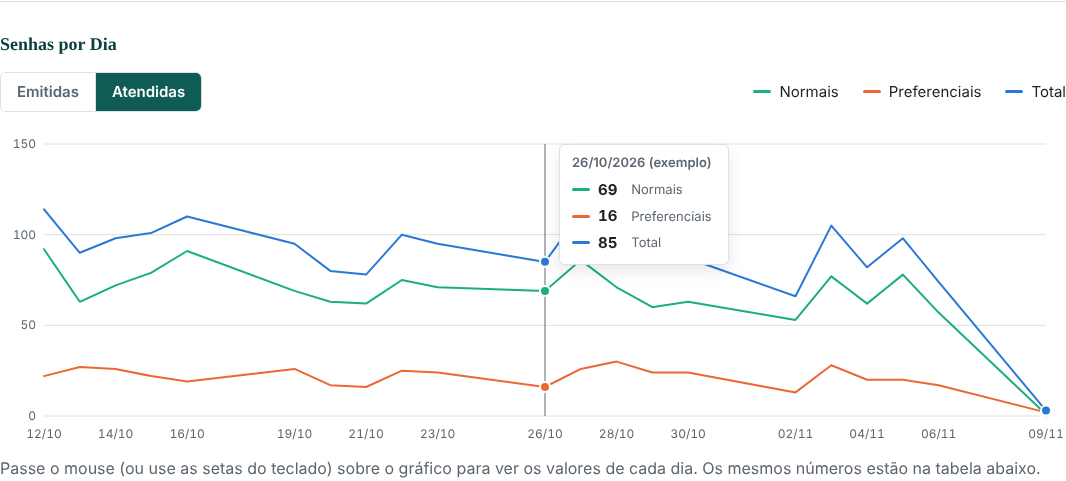 Senhas por Dia
Emitidas Atendidas Normais Preferenciais Total
150
26/10/2026 (exemplo)
69 Normais
16 Preferenciais
85 Total
100
50
0
12/10 14/10 16/10 19/10 21/10 23/10 26/10 28/10 30/10 02/11 04/11 06/11 09/11
Passe o mouse (ou use as setas do teclado) sobre o gráfico para ver os valores de cada dia. Os mesmos números estão na tabela abaixo.